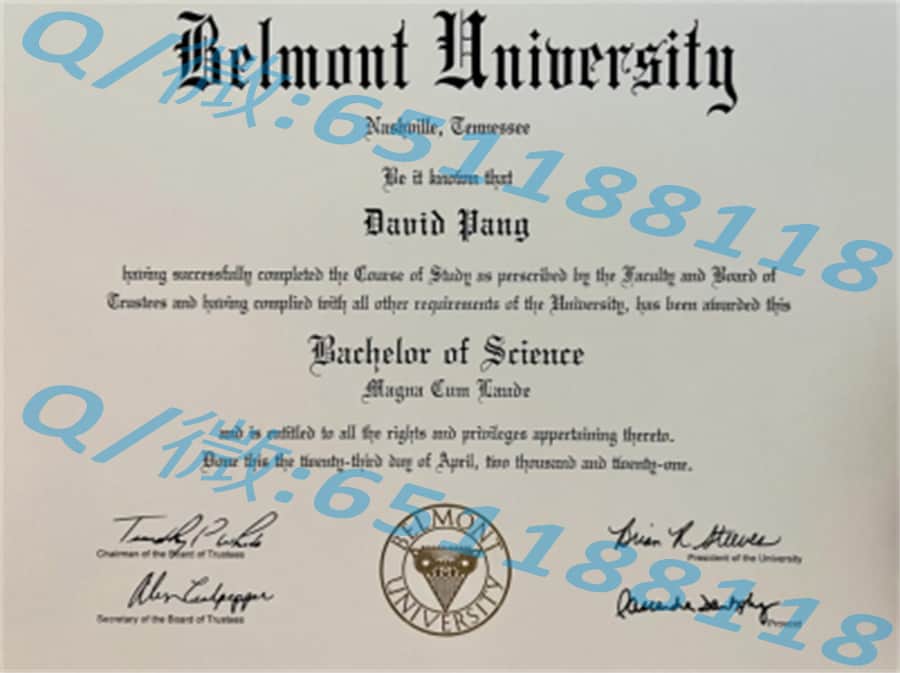 Belmont University
Nashville, Tennessee
Be it known that
David Pang
having successfully completed the Course of Study as perscribed by the Faculty and Board of
Trustees and having complied with all other requirements of the University, has been awarded this
Bachelor of Science
Magna Cum Laude
and is entitled to all the rights and privileges appertaining thereto.
Done this the twenty-third day of April, two thousand and twenty-one.
Chairman of the Board of Trustees
President of the University
Secretary of the Board of Trustees
Provost
BELMONT UNIVERSITY
Q/微:651188118
Q/微:651188118